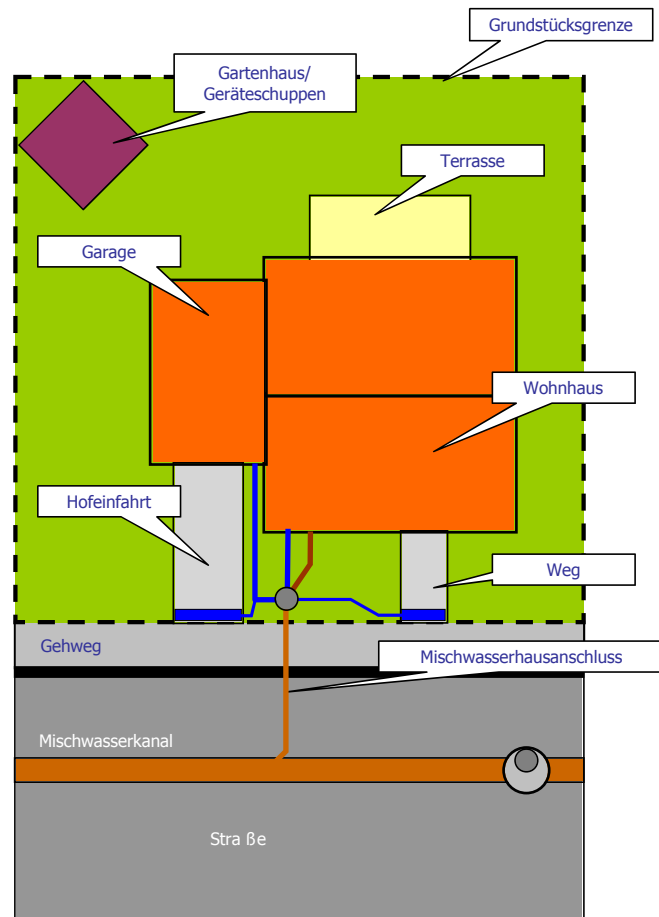 Grundstücksgrenze
Gartenhaus/
Geräteschuppen
Terrasse
Garage
Wohnhaus
Hofeinfahrt
Weg
Gehweg
Mischwasserhausanschluss
Mischwasserkanal
Stra ße